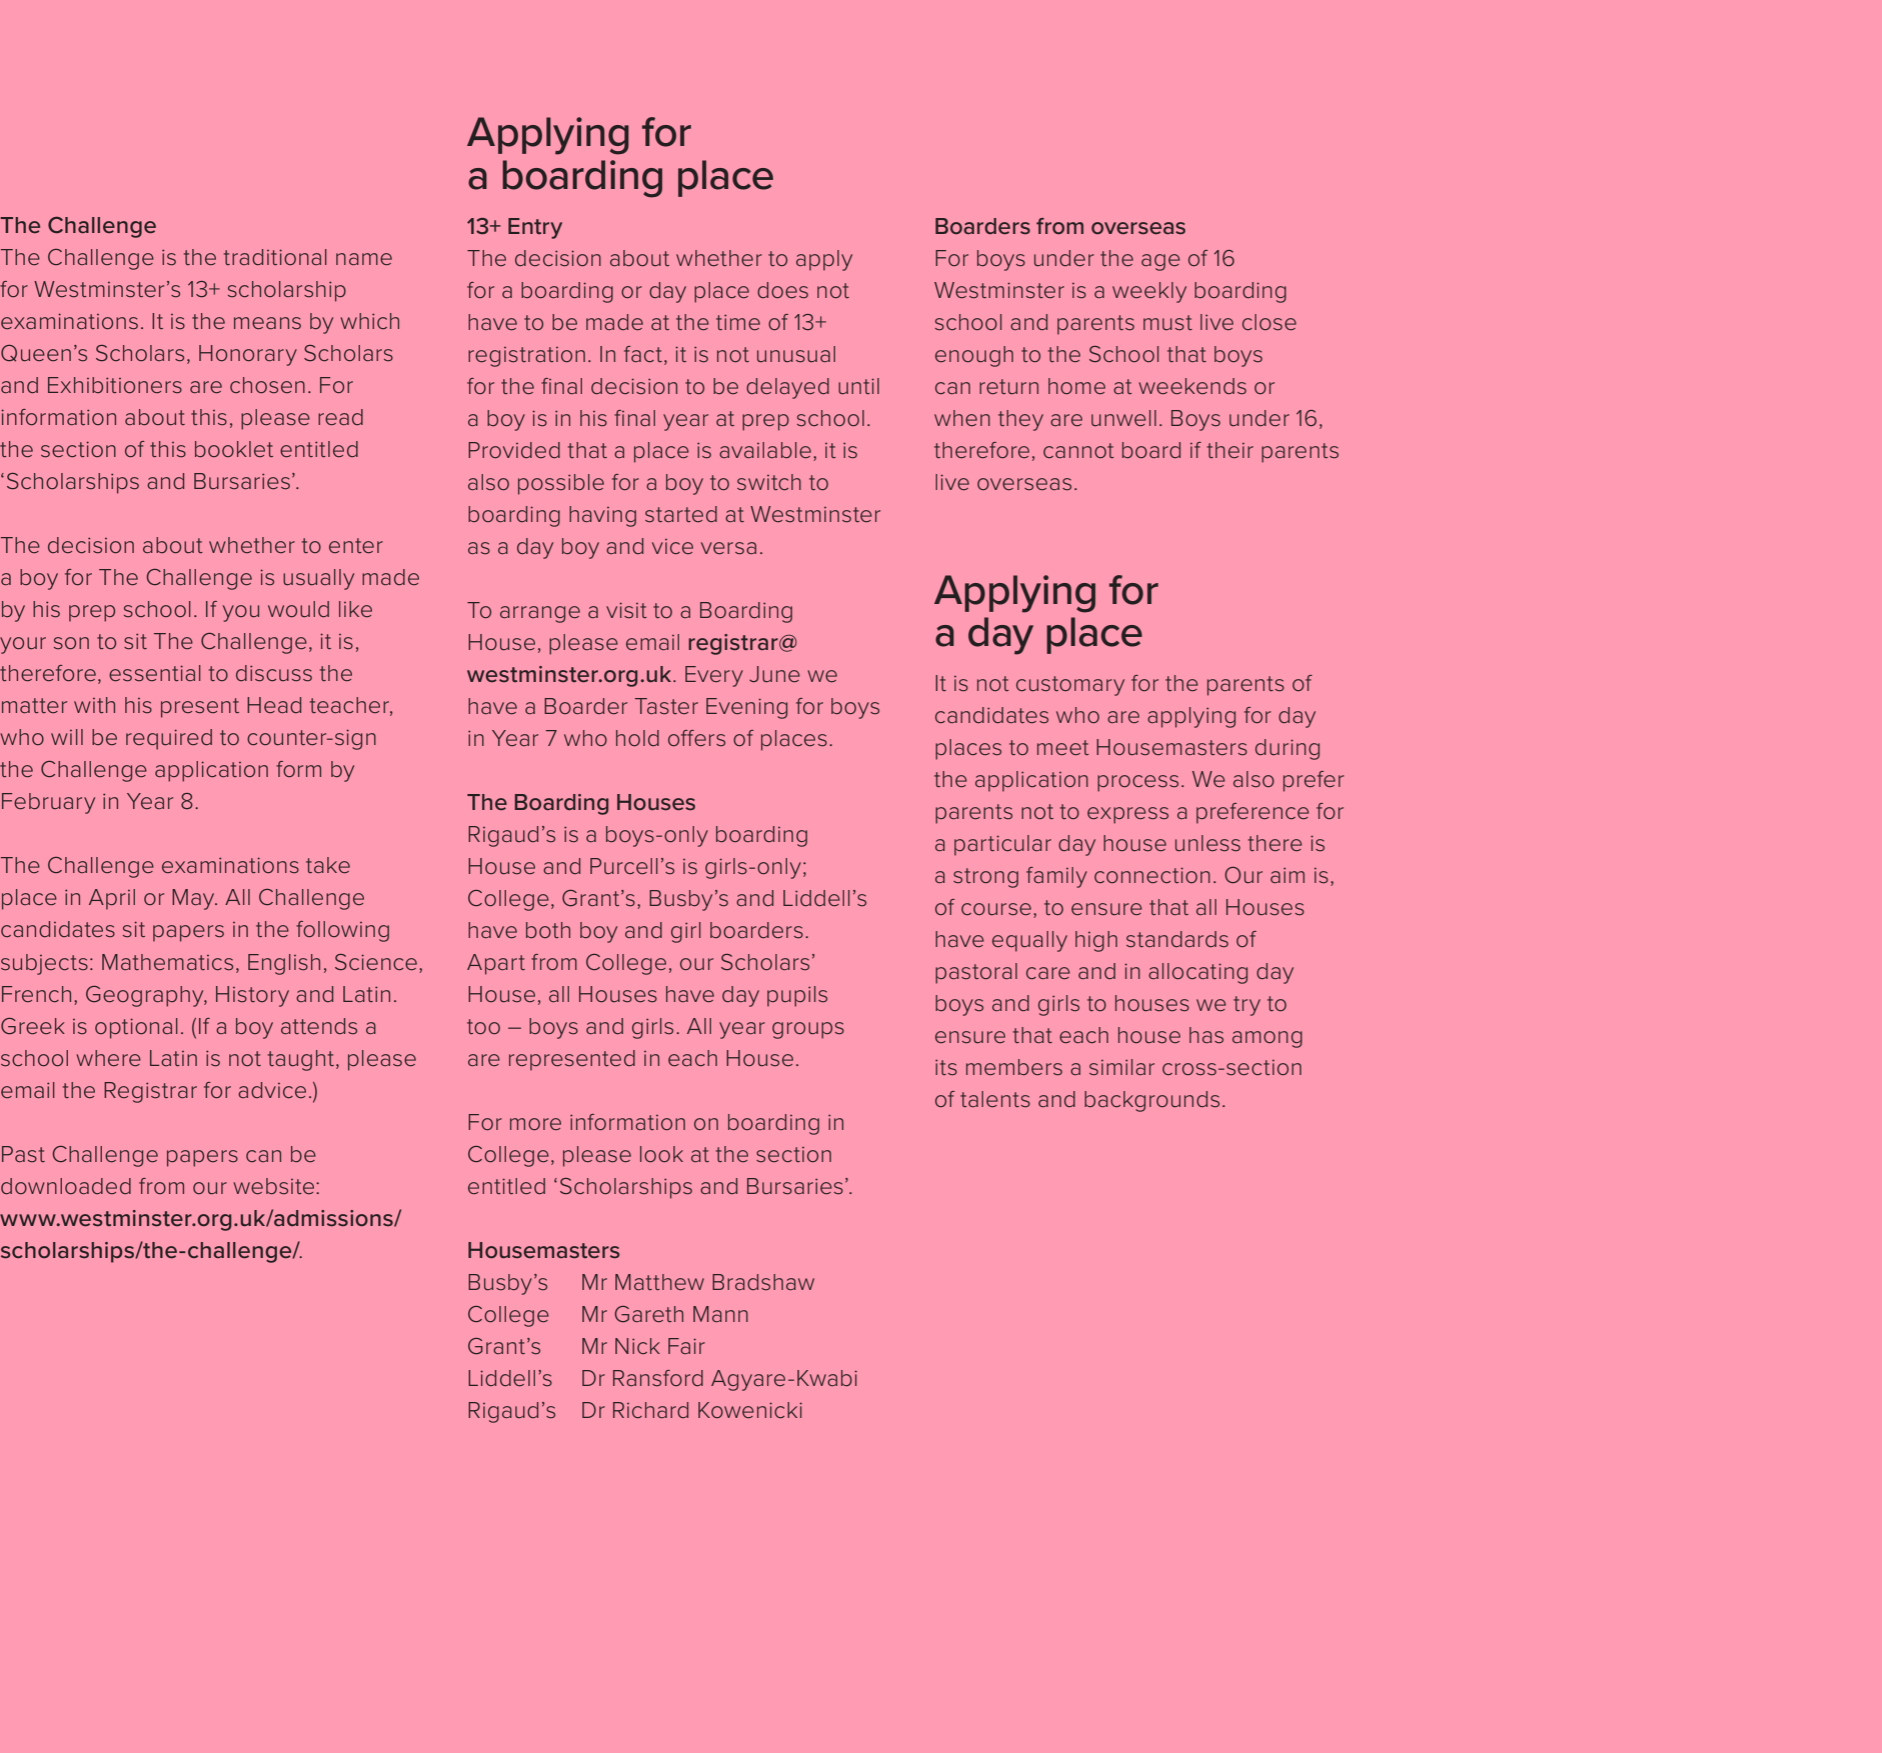 The Challenge
The Challenge is the traditional name
for Westminster’s 13+ scholarship
examinations. It is the means by which
Queen’s Scholars, Honorary Scholars
and Exhibitioners are chosen. For
information about this, please read
the section of this booklet entitled
‘Scholarships and Bursaries’.
The decision about whether to enter
a boy for The Challenge is usually made
by his prep school. If you would like
your son to sit The Challenge, it is,
therefore, essential to discuss the
matter with his present Head teacher,
who will be required to counter-sign
the Challenge application form by
February in Year 8.
The Challenge examinations take
place in April or May. All Challenge
candidates sit papers in the following
subjects: Mathematics, English, Science,
French, Geography, History and Latin.
Greek is optional. (If a boy attends a
school where Latin is not taught, please
email the Registrar for advice.)
Past Challenge papers can be
downloaded from our website:
www.westminster.org.uk/admissions/
scholarships/the-challenge/.
Applying for
a boarding place
13+ Entry
The decision about whether to apply
for a boarding or day place does not
have to be made at the time of 13+
registration. In fact, it is not unusual
for the final decision to be delayed until
a boy is in his final year at prep school.
Provided that a place is available, it is
also possible for a boy to switch to
boarding having started at Westminster
as a day boy and vice versa.
To arrange a visit to a Boarding
House, please email registrar@
westminster.org.uk. Every June we
have a Boarder Taster Evening for boys
in Year 7 who hold offers of places.
The Boarding Houses
Rigaud’s is a boys-only boarding
House and Purcell’s is girls-only;
College, Grant’s, Busby’s and Liddell’s
have both boy and girl boarders.
Apart from College, our Scholars’
House, all Houses have day pupils
too – boys and girls. All year groups
are represented in each House.
For more information on boarding in
College, please look at the section
entitled ‘Scholarships and Bursaries’.
Housemasters
Busby’s Mr Matthew Bradshaw
College Mr Gareth Mann
Grant’s Mr Nick Fair
Liddell’s Dr Ransford Agyare-Kwabi
Rigaud’s Dr Richard Kowenicki
Boarders from overseas
For boys under the age of 16
Westminster is a weekly boarding
school and parents must live close
enough to the School that boys
can return home at weekends or
when they are unwell. Boys under 16,
therefore, cannot board if their parents
live overseas.
Applying for
a day place
It is not customary for the parents of
candidates who are applying for day
places to meet Housemasters during
the application process. We also prefer
parents not to express a preference for
a particular day house unless there is
a strong family connection. Our aim is,
of course, to ensure that all Houses
have equally high standards of
pastoral care and in allocating day
boys and girls to houses we try to
ensure that each house has among
its members a similar cross-section
of talents and backgrounds.